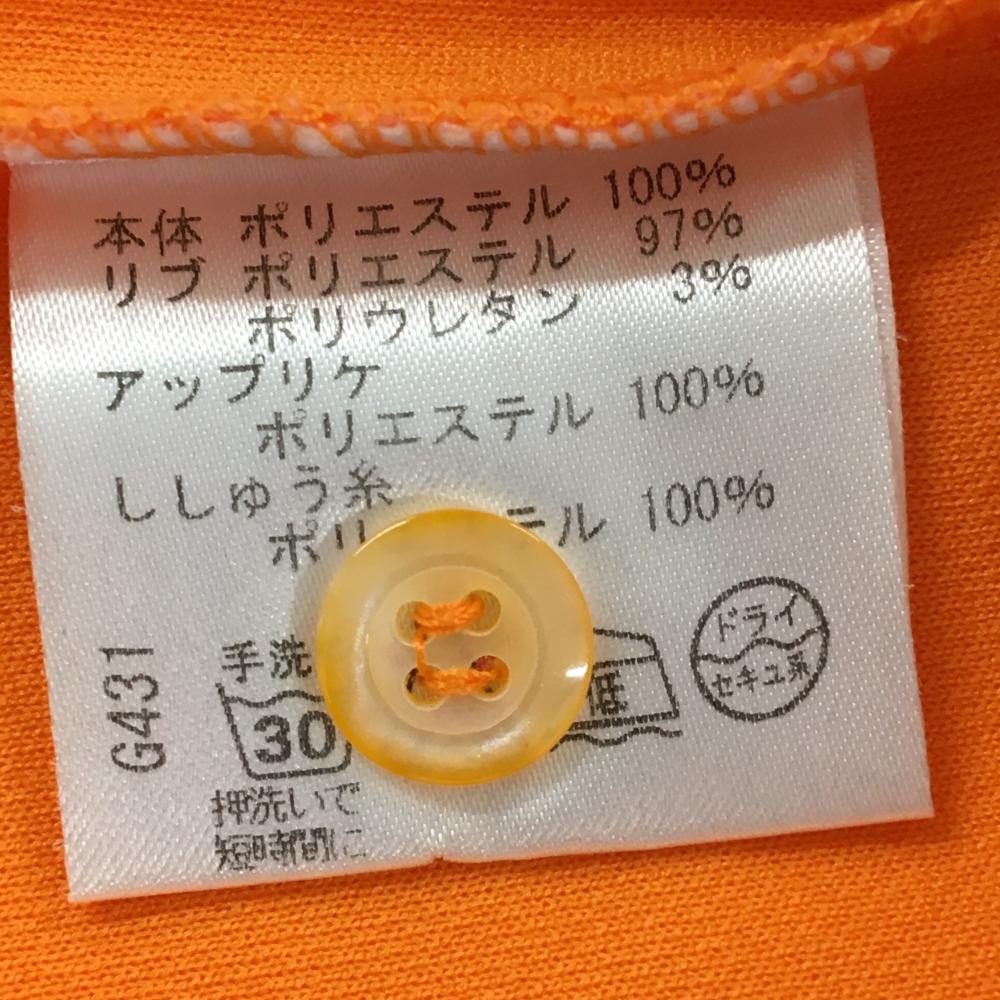 本体 ポリエステル 100%
リブ ポリエステル 97%
ポリウレタン 3%
アップリケ
ポリエステル 100%
ししゅう糸
ポリ テル 100%
G431
手洗
30
低
ドライ
セキユ系
押洗いで
短時間に